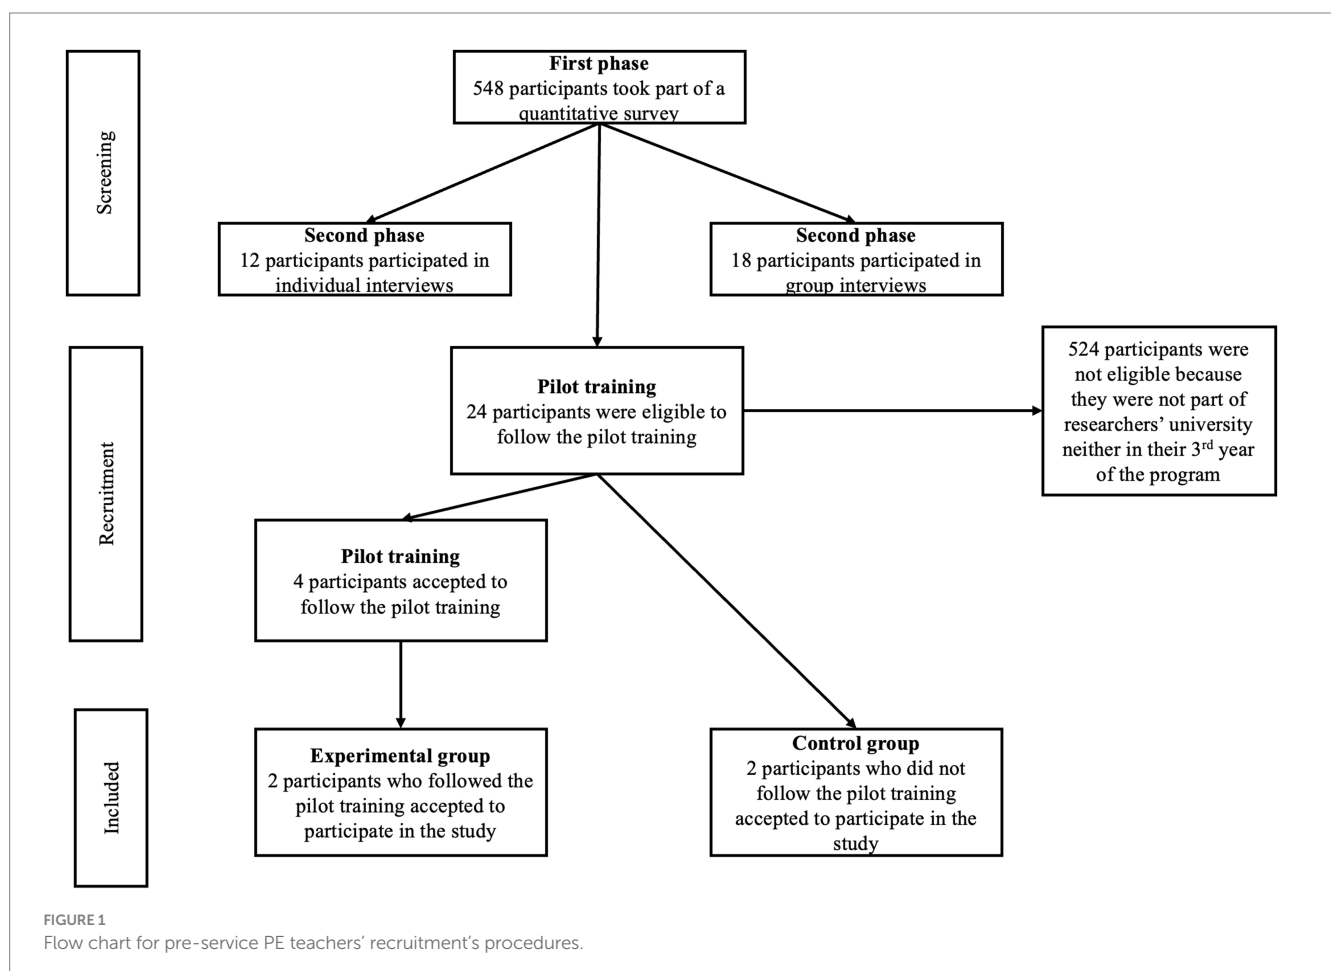 Screening
First phase
548 participants took part of a
quantitative survey
Second phase
12 participants participated in
individual interviews
Second phase
18 participants participated in
group interviews
Recruitment
Pilot training
24 participants were eligible to
follow the pilot training
524 participants were
not eligible because
they were not part of
researchers’ university
neither in their 3rd year
of the program
Pilot training
4 participants accepted to
follow the pilot training
Included
Experimental group
2 participants who followed the
pilot training accepted to
participate in the study
Control group
2 participants who did not
follow the pilot training
accepted to participate in the
study
FIGURE 1
Flow chart for pre-service PE teachers’ recruitment’s procedures.